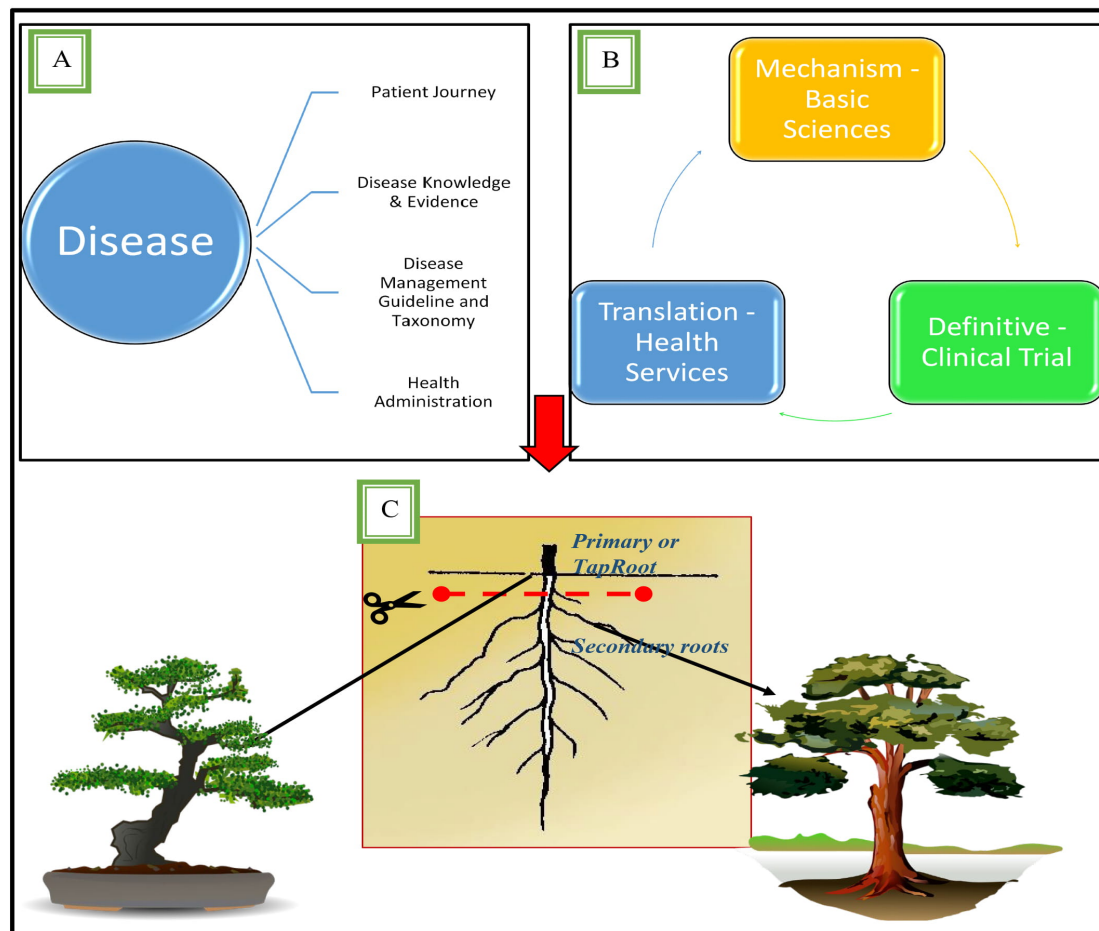 A
Patient Journey
Disease Knowledge
& Evidence
Disease
Disease
Management
Guideline and
Taxonomy
Health
Administration
B
Mechanism -
Basic
Sciences
Translation -
Health
Services
Definitive -
Clinical Trial
C
Primary or
TapRoot
Secondary roots